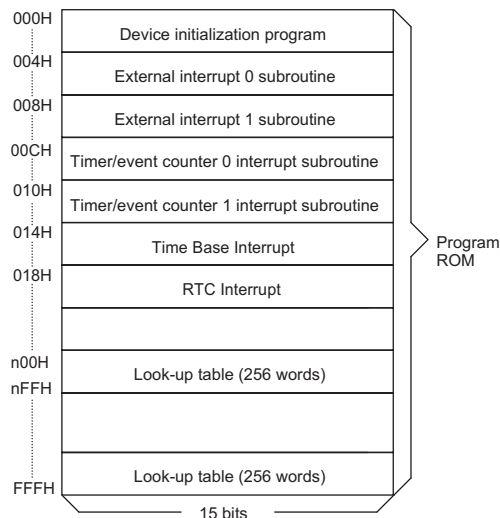 000H
Device initialization program
004H
External interrupt 0 subroutine
008H
External interrupt 1 subroutine
00CH
Timer/event counter 0 interrupt subroutine
010H
Timer/event counter 1 interrupt subroutine
014H
Time Base Interrupt
018H
RTC Interrupt
Program
ROM
n00H
Look-up table (256 words)
nFFH
Look-up table (256 words)
FFFH
15 bits